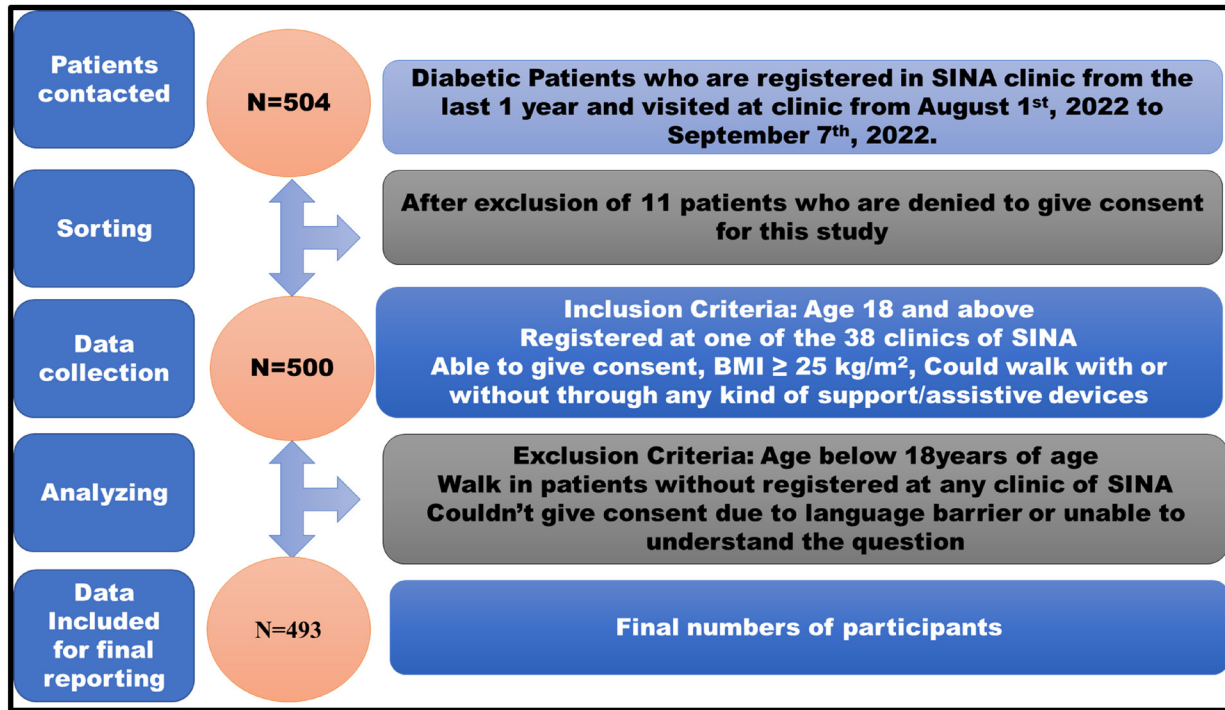 Patients
contacted
N=504
Diabetic Patients who are registered in SINA clinic from the
last 1 year and visited at clinic from August 1st, 2022 to
September 7th, 2022.
Sorting
After exclusion of 11 patients who are denied to give consent
for this study
Data
collection
N=500
Inclusion Criteria: Age 18 and above
Registered at one of the 38 clinics of SINA
Able to give consent, BMI ≥ 25 kg/m², Could walk with or
without through any kind of support/assistive devices
Analyzing
Exclusion Criteria: Age below 18years of age
Walk in patients without registered at any clinic of SINA
Couldn’t give consent due to language barrier or unable to
understand the question
Data
Included
for final
reporting
N=493
Final numbers of participants